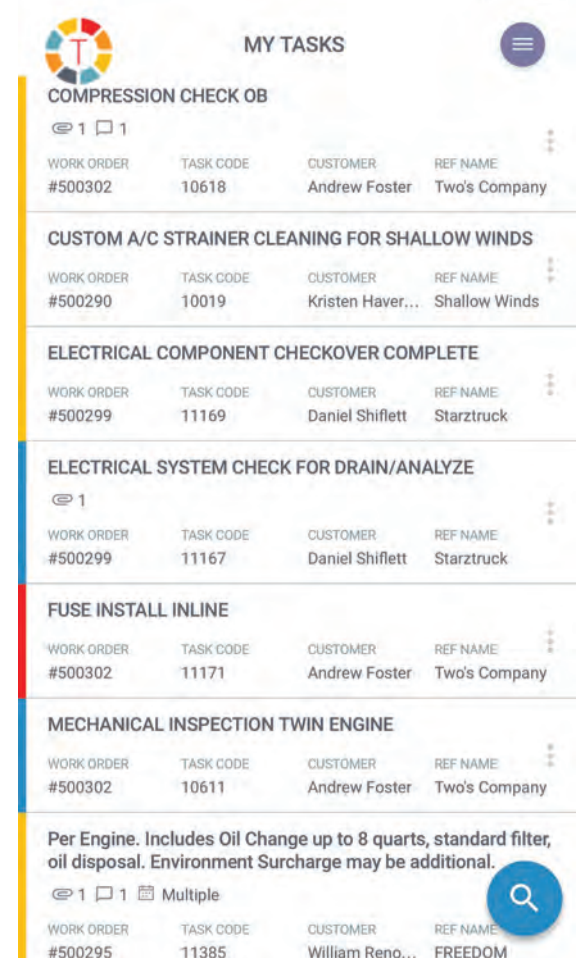 T
MY TASKS
COMPRESSION CHECK OB
1 1
WORK ORDER TASK CODE CUSTOMER REF NAME
#500302 10618 Andrew Foster Two's Company
CUSTOM A/C STRAINER CLEANING FOR SHALLOW WINDS
WORK ORDER TASK CODE CUSTOMER REF NAME
#500290 10019 Kristen Haver... Shallow Winds
ELECTRICAL COMPONENT CHECKOVER COMPLETE
WORK ORDER TASK CODE CUSTOMER REF NAME
#500299 11169 Daniel Shiflett Starztruck
ELECTRICAL SYSTEM CHECK FOR DRAIN/ANALYZE
1
WORK ORDER TASK CODE CUSTOMER REF NAME
#500299 11167 Daniel Shiflett Starztruck
FUSE INSTALL INLINE
WORK ORDER TASK CODE CUSTOMER REF NAME
#500302 11171 Andrew Foster Two's Company
MECHANICAL INSPECTION TWIN ENGINE
WORK ORDER TASK CODE CUSTOMER REF NAME
#500302 10611 Andrew Foster Two's Company
Per Engine. Includes Oil Change up to 8 quarts, standard filter,
oil disposal. Environment Surcharge may be additional.
1 1 Multiple
WORK ORDER TASK CODE CUSTOMER REF NAME
#500295 11385 William Reno... FREEDOM